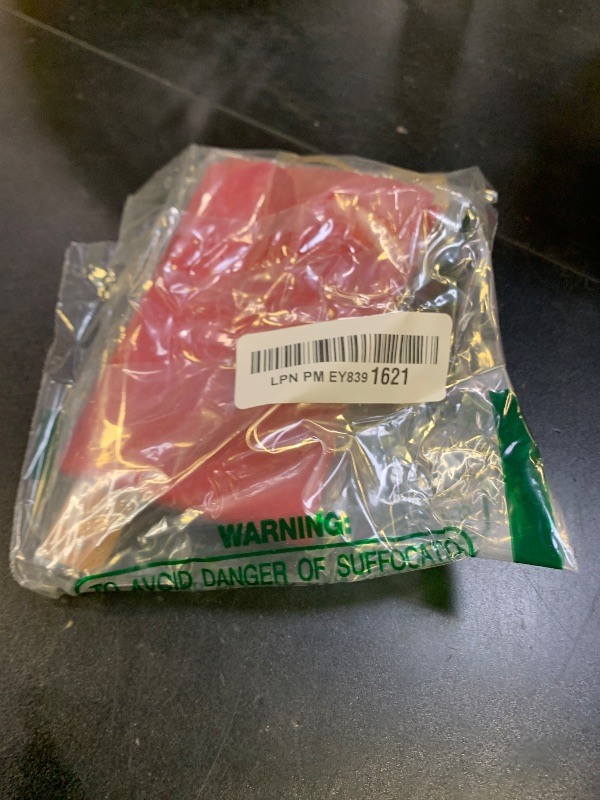 LPN PM EY839 1621
WARNING:
TO AVOID DANGER OF SUFFOCATIO